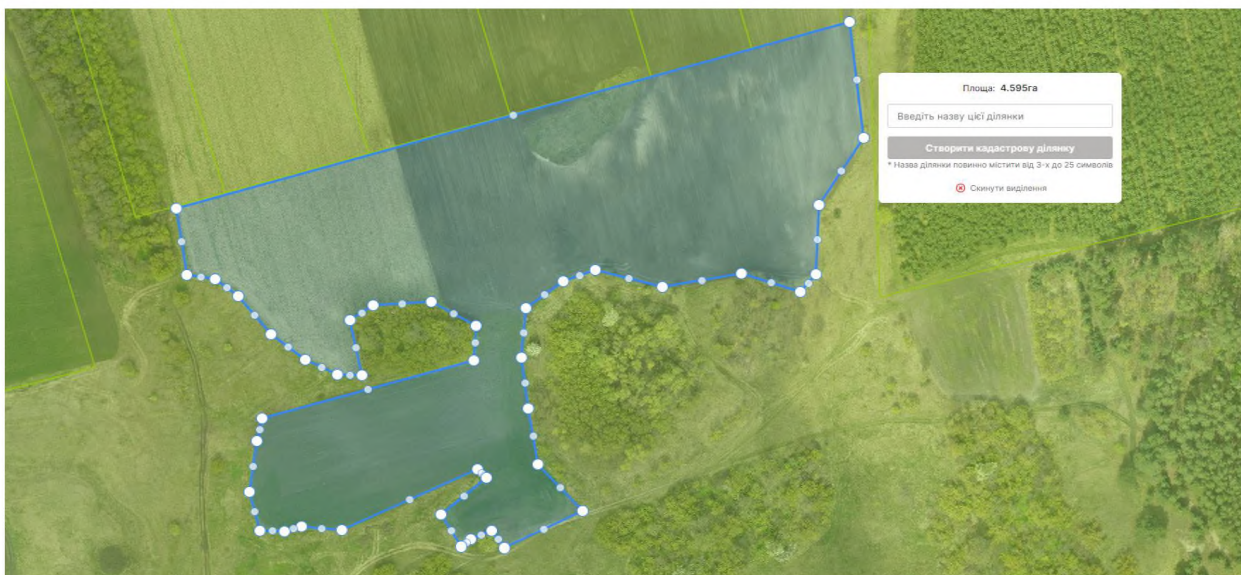 Площа: 4.595га
Введіть назву цієї ділянки
Створити кадастрову ділянку
* Назва ділянки повинно містити від 3-х до 25 символів
Скинути виділення